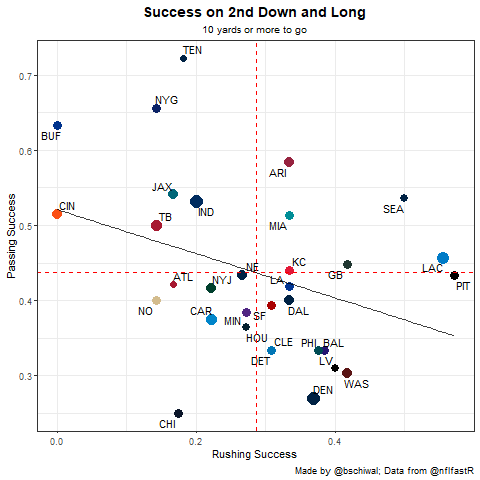 Success on 2nd Down and Long
10 yards or more to go
TEN
0.7
NYG
BUF
0.6
ARI
JAX
SEA
IND
CIN
TB
MIA
0.5
Passing Success
KC
NE
GB
LAC
ATL
NYJ
LA
PIT
0.4
NO
CAR
MIN
SF
DAL
HOU
CLE
PHI
BAL
DET
LV
WAS
0.3
DEN
CHI
0.0
0.2
0.4
Rushing Success
Made by @bschiwal; Data from @nflfastR